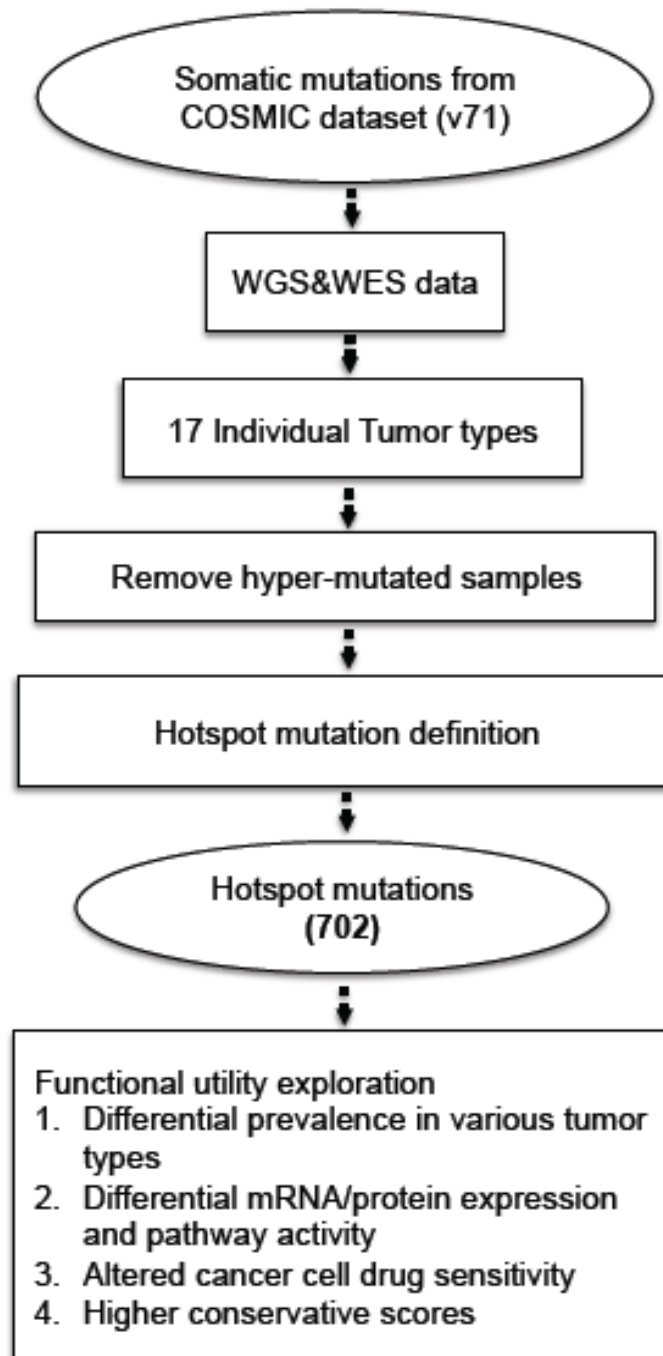 Somatic mutations from
COSMIC dataset (v71)
WGS&WES data
17 Individual Tumor types
Remove hyper-mutated samples
Hotspot mutation definition
Hotspot mutations
(702)
Functional utility exploration
1. Differential prevalence in various tumor
types
2. Differential mRNA/protein expression
and pathway activity
3. Altered cancer cell drug sensitivity
4. Higher conservative scores